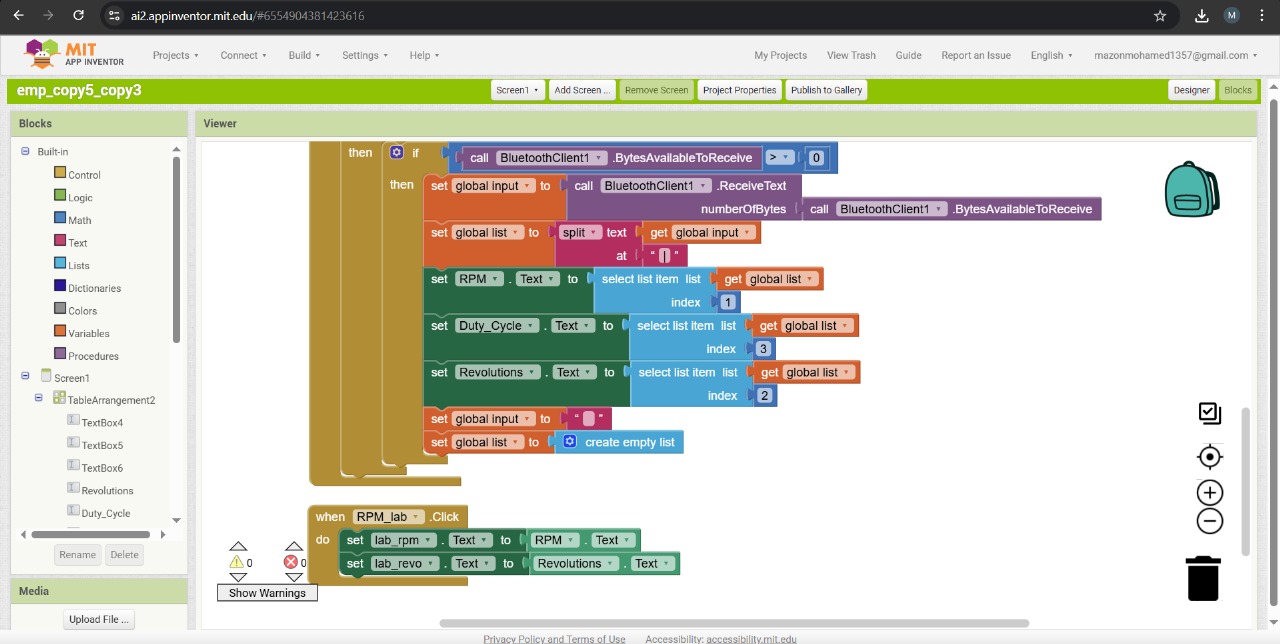 ai2.appinventor.mit.edu/#6554904381423616
M
MIT
APP INVENTOR
Projects Connect Build Settings Help My Projects View Trash Guide Report an Issue English mazonmohamed1357@gmail.com
emp_copy5_copy3 Screen1 Add Screen ... Remove Screen Project Properties Publish to Gallery Designer Blocks
Blocks
Viewer
Built-in
Control
Logic
Math
Text
Lists
Dictionaries
Colors
Variables
Procedures
Screen1
TableArrangement2
TextBox4
TextBox5
TextBox6
Revolutions
Duty_Cycle
Rename Delete
Media
Upload File ...
then if call BluetoothClient1 .BytesAvailableToReceive > 0
then set global input to call BluetoothClient1 .ReceiveText
numberOfBytes call BluetoothClient1 .BytesAvailableToReceive
set global list to split text get global input
at " | "
set RPM . Text to select list item list get global list
index 1
set Duty_Cycle . Text to select list item list get global list
index 3
set Revolutions . Text to select list item list get global list
index 2
set global input to " "
set global list to create empty list
when RPM_lab .Click
do set lab_rpm . Text to RPM . Text
set lab_revo . Text to Revolutions . Text
0 0
Show Warnings
Privacy Policy and Terms of Use Accessibility: accessibility.mit.edu